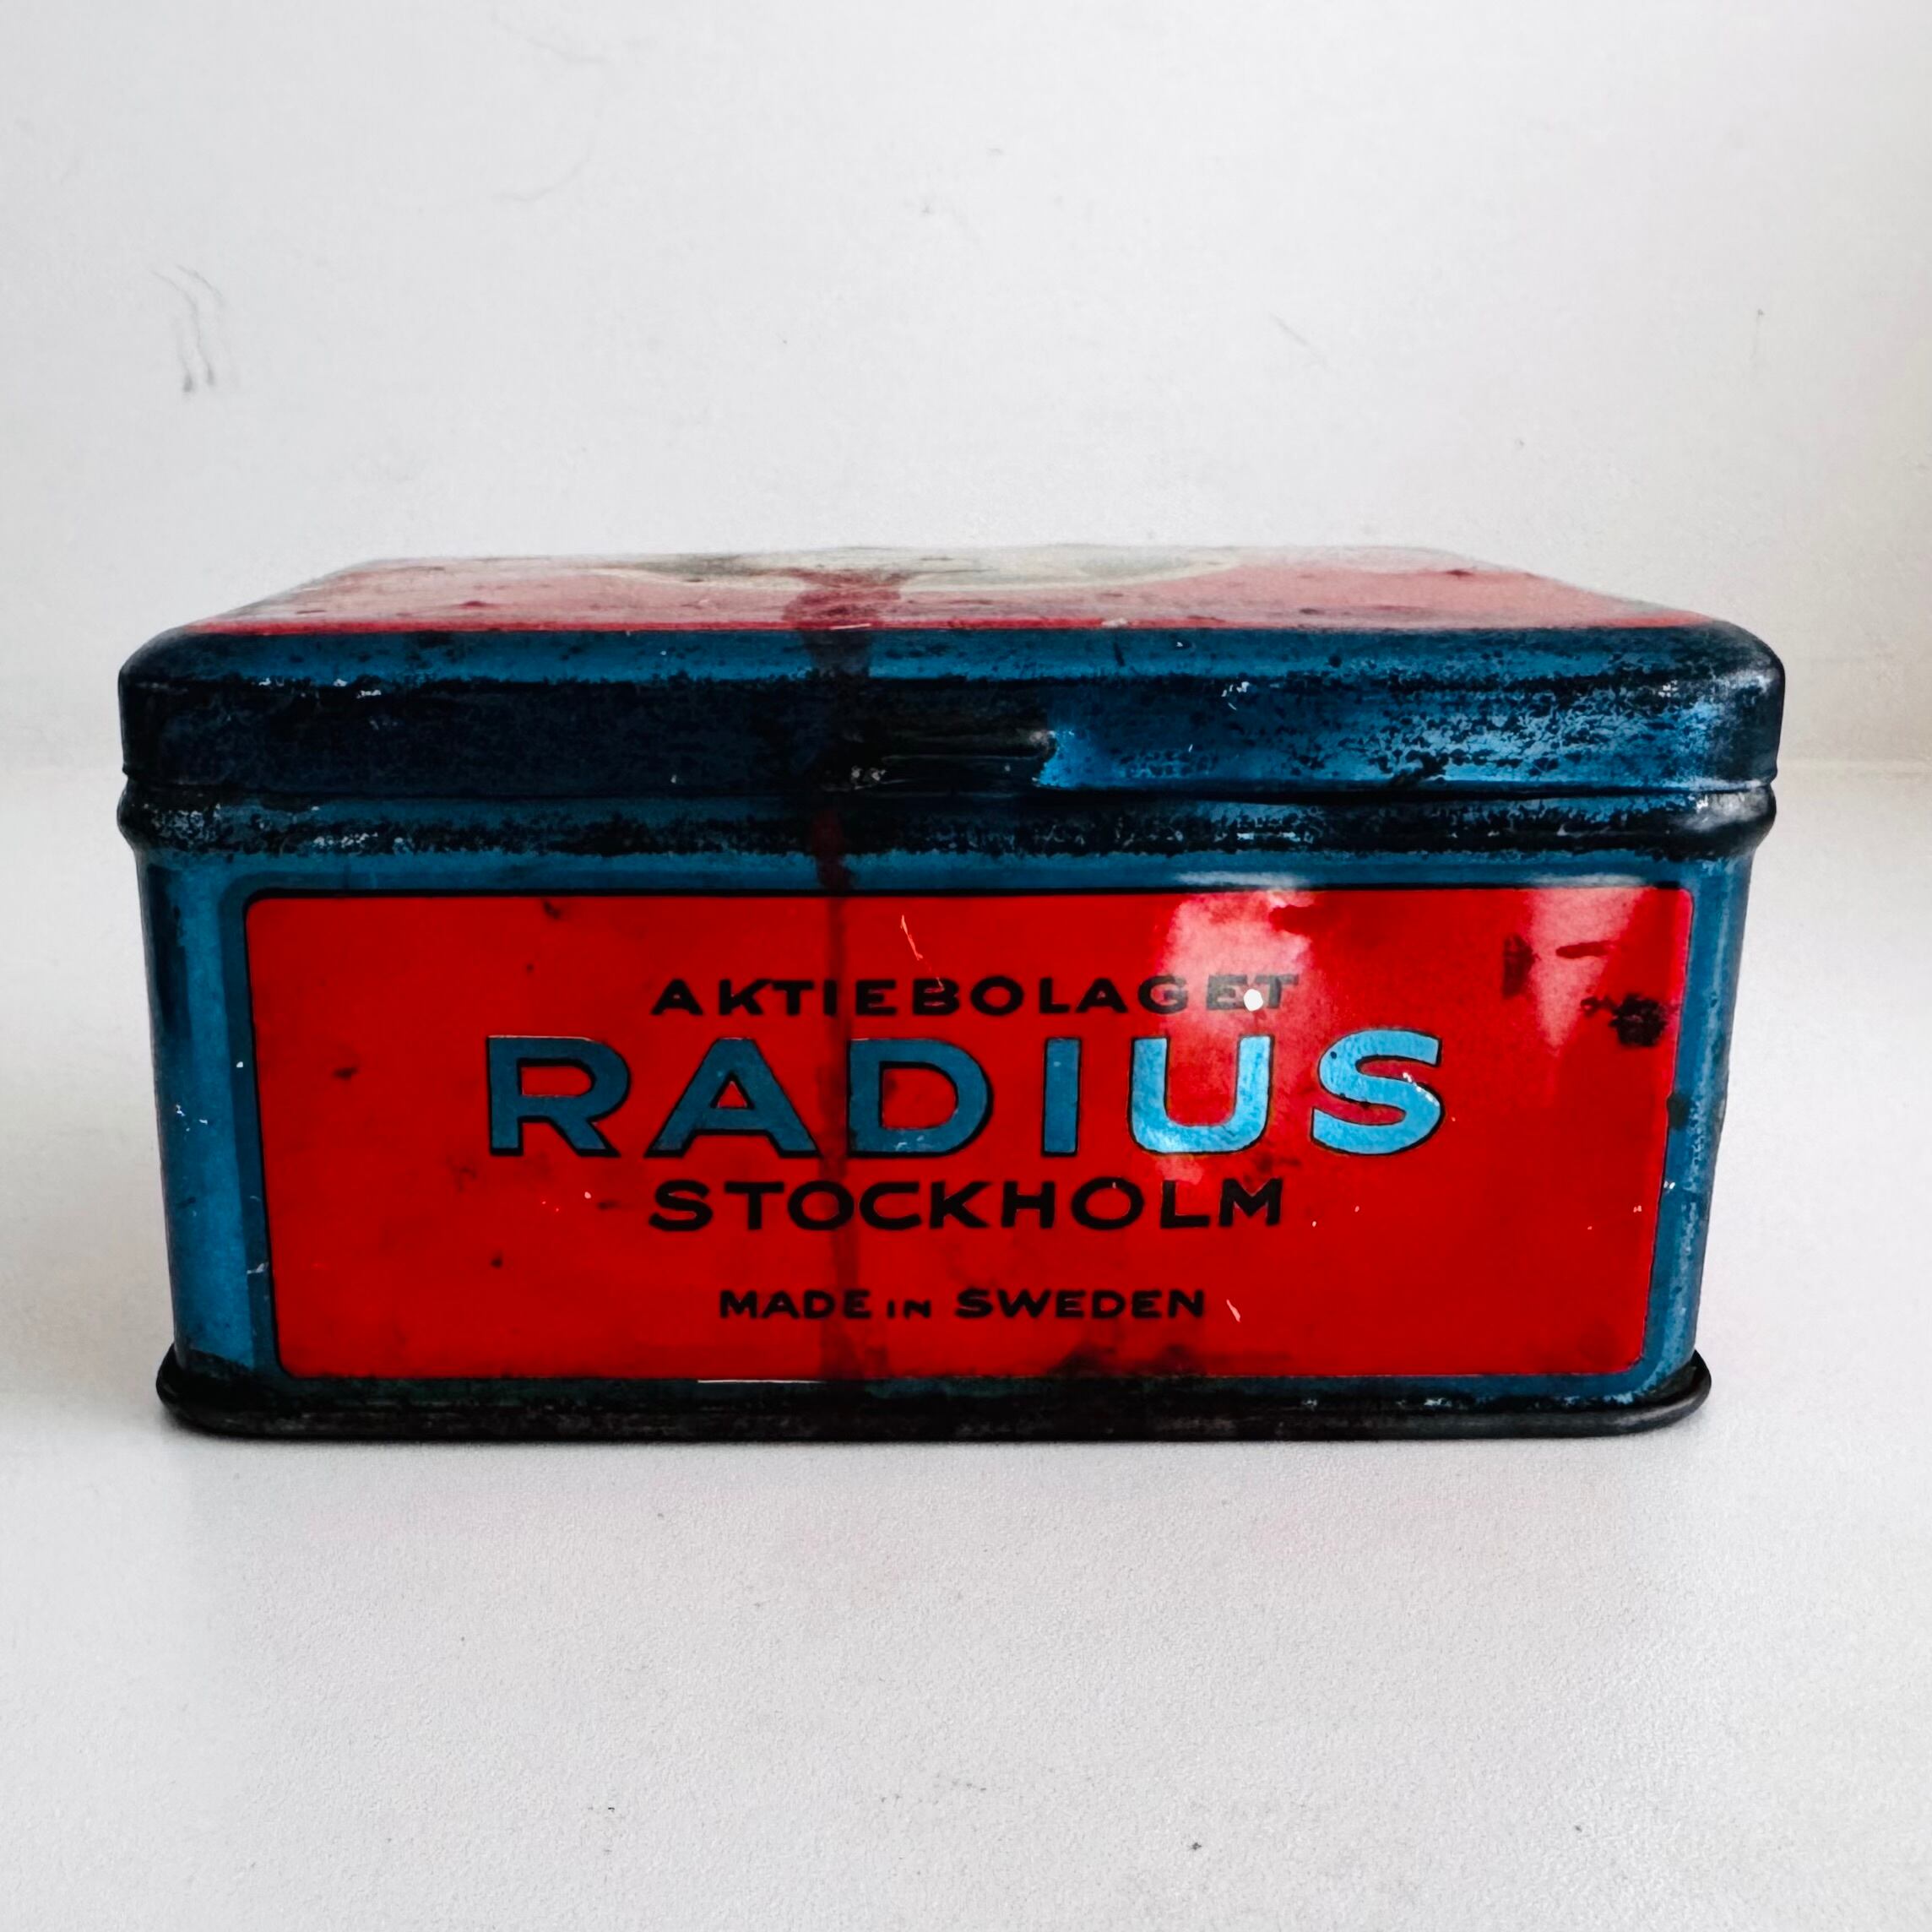 AKTIEBOLAGET
RADIUS
STOCKHOLM
MADE IN SWEDEN